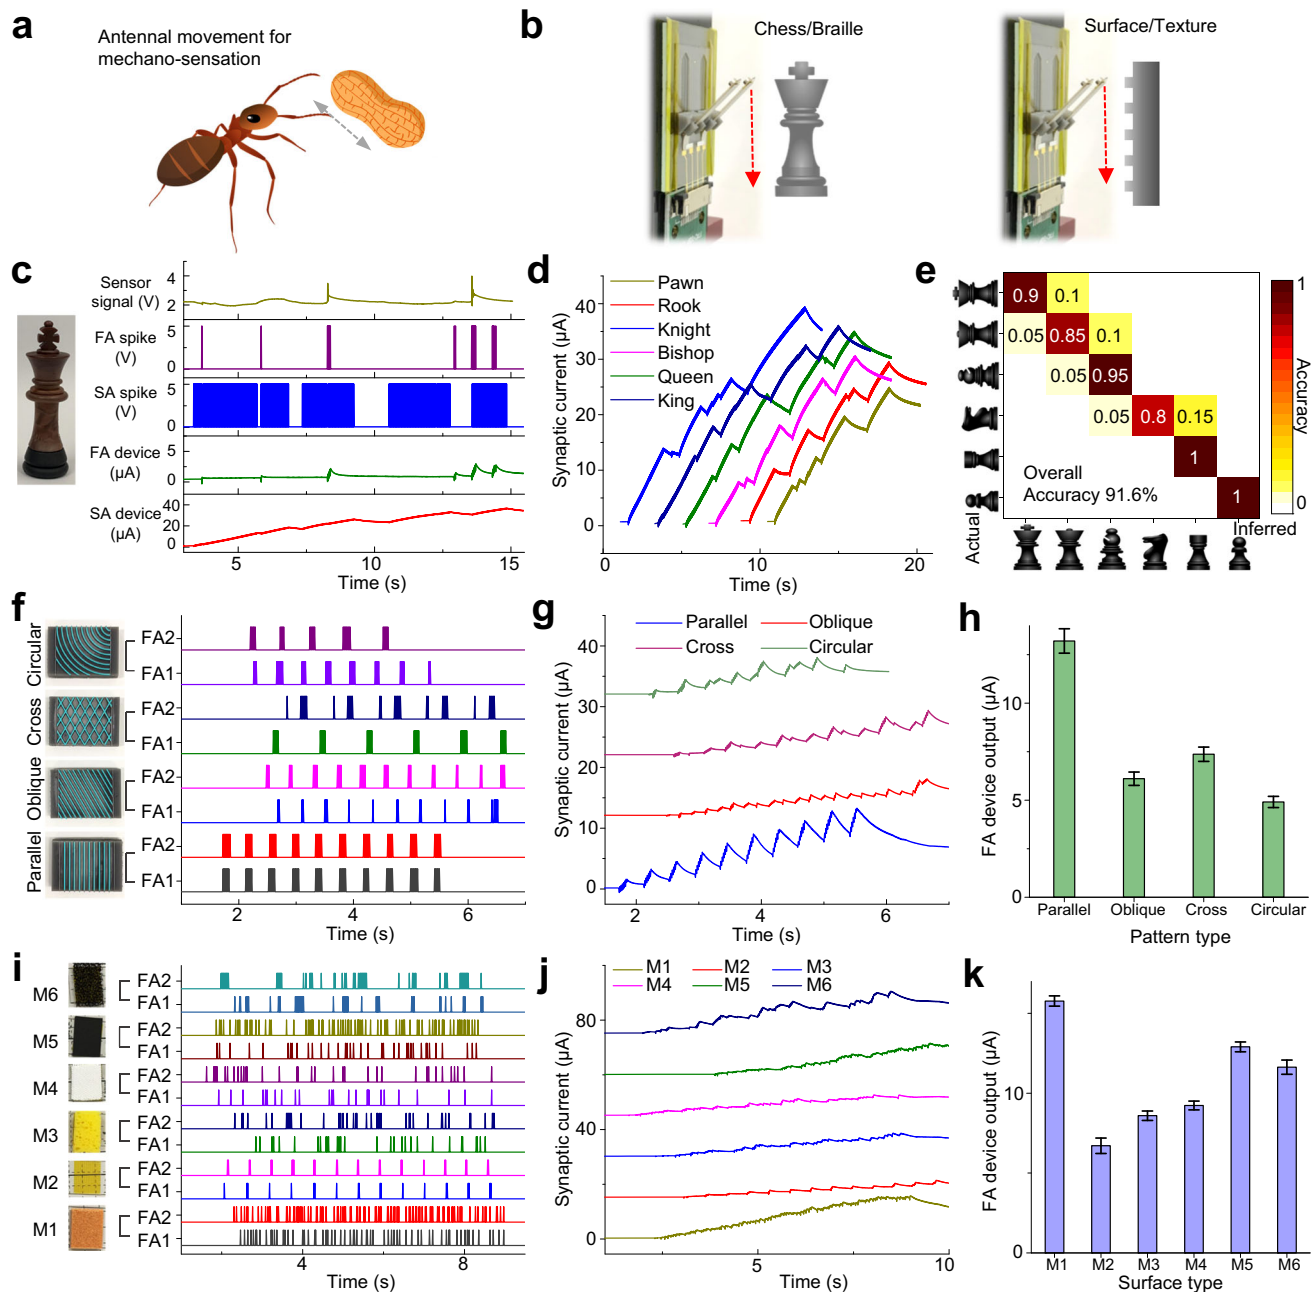 a
Antennal movement for
mechano-sensation
b
Chess/Braille
Surface/Texture
c
Sensor
signal (V)
4
2
FA spike
(V)
5
0
SA spike
(V)
5
0
FA device
(µA)
5
0
SA device
(µA)
40
20
0
5
10
15
Time (s)
d
Pawn
Rook
Knight
Bishop
Queen
King
Synaptic current (µA)
40
30
20
10
0
0
10
20
Time (s)
e
0.9
0.1
0.05
0.85
0.1
0.05
0.95
0.05
0.8
0.15
1
1
Overall
Accuracy 91.6%
Actual
Inferred
1
0
Accuracy
f
Circular
FA2
FA1
Cross
FA2
FA1
Oblique
FA2
FA1
Parallel
FA2
FA1
2
4
6
Time (s)
g
Parallel
Oblique
Cross
Circular
Synaptic current (µA)
40
30
20
10
0
2
4
6
Time (s)
h
FA device output (µA)
10
5
0
Parallel
Oblique
Cross
Circular
Pattern type
i
M6
FA2
FA1
M5
FA2
FA1
M4
FA2
FA1
M3
FA2
FA1
M2
FA2
FA1
M1
FA2
FA1
4
8
Time (s)
j
M1
M2
M3
M4
M5
M6
Synaptic current (µA)
80
40
0
5
10
Time (s)
k
FA device output (µA)
10
0
M1
M2
M3
M4
M5
M6
Surface type